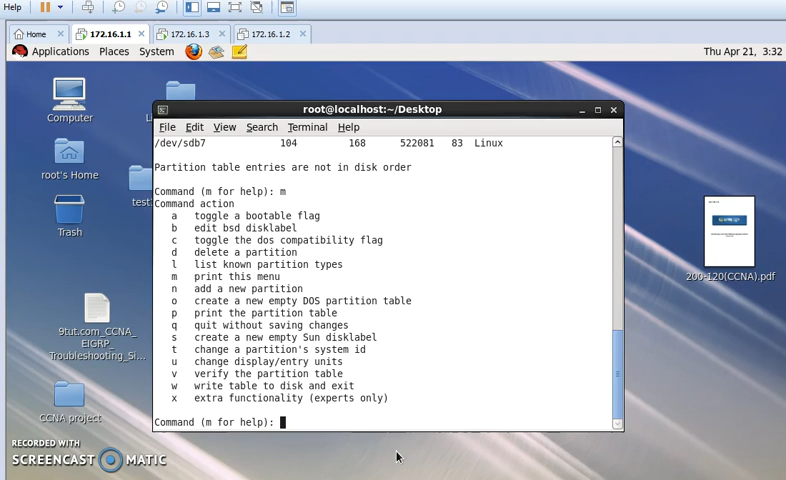 Help
Home
172.16.1.1
172.16.1.3
172.16.1.2
Applications Places System
Thu Apr 21, 3:32
Computer
root's Home
Trash
9tut.com_CCNA_
EIGRP_
Troubleshooting_Si...
CCNA project
root@localhost:~/Desktop
File Edit View Search Terminal Help
/dev/sdb7 104 168 522081 83 Linux
Partition table entries are not in disk order
Command (m for help): m
Command action
a toggle a bootable flag
b edit bsd disklabel
c toggle the dos compatibility flag
d delete a partition
l list known partition types
m print this menu
n add a new partition
o create a new empty DOS partition table
p print the partition table
q quit without saving changes
s create a new empty Sun disklabel
t change a partition's system id
u change display/entry units
v verify the partition table
w write table to disk and exit
x extra functionality (experts only)
Command (m for help):
200-120(CCNA).pdf
RECORDED WITH
SCREENCAST MATIC